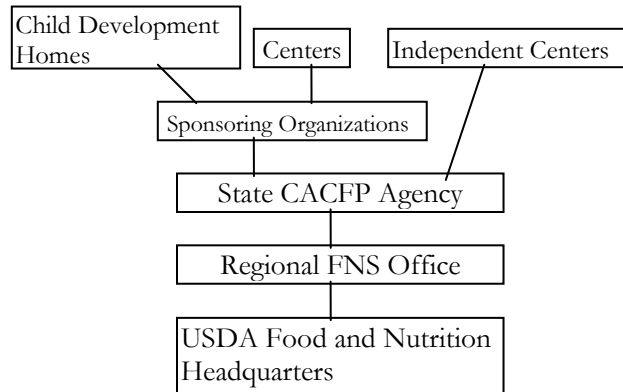 Child Development
Homes
Centers
Independent Centers
Sponsoring Organizations
State CACFP Agency
Regional FNS Office
USDA Food and Nutrition
Headquarters